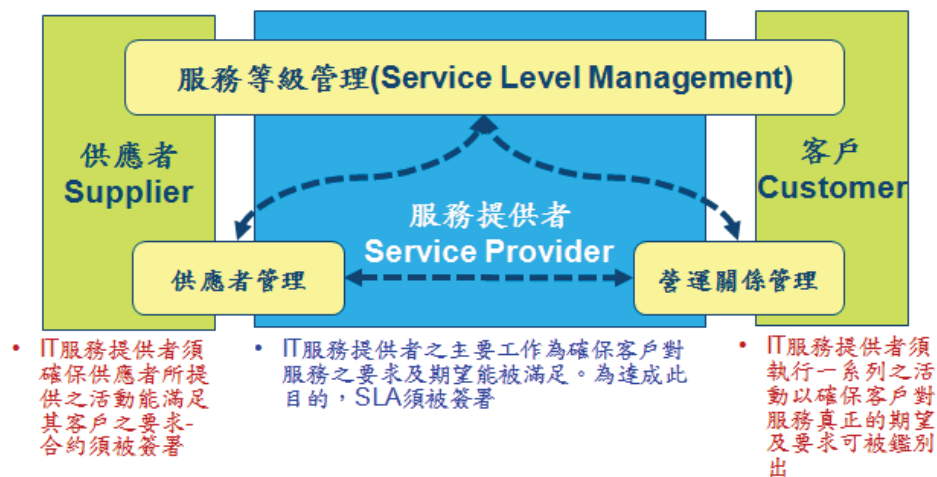 服務等級管理(Service Level Management)
供應者
Supplier
客戶
Customer
服務提供者
Service Provider
供應者管理
營運關係管理
• IT服務提供者須
確保供應者所提
供之活動能滿足
其客戶之要求-
合約須被簽署
• IT服務提供者之主要工作為確保客戶對
服務之要求及期望能被滿足。為達成此
目的，SLA須被簽署
• IT服務提供者須
執行一系列之活
動以確保客戶對
服務真正的期望
及要求可被鑑別
出